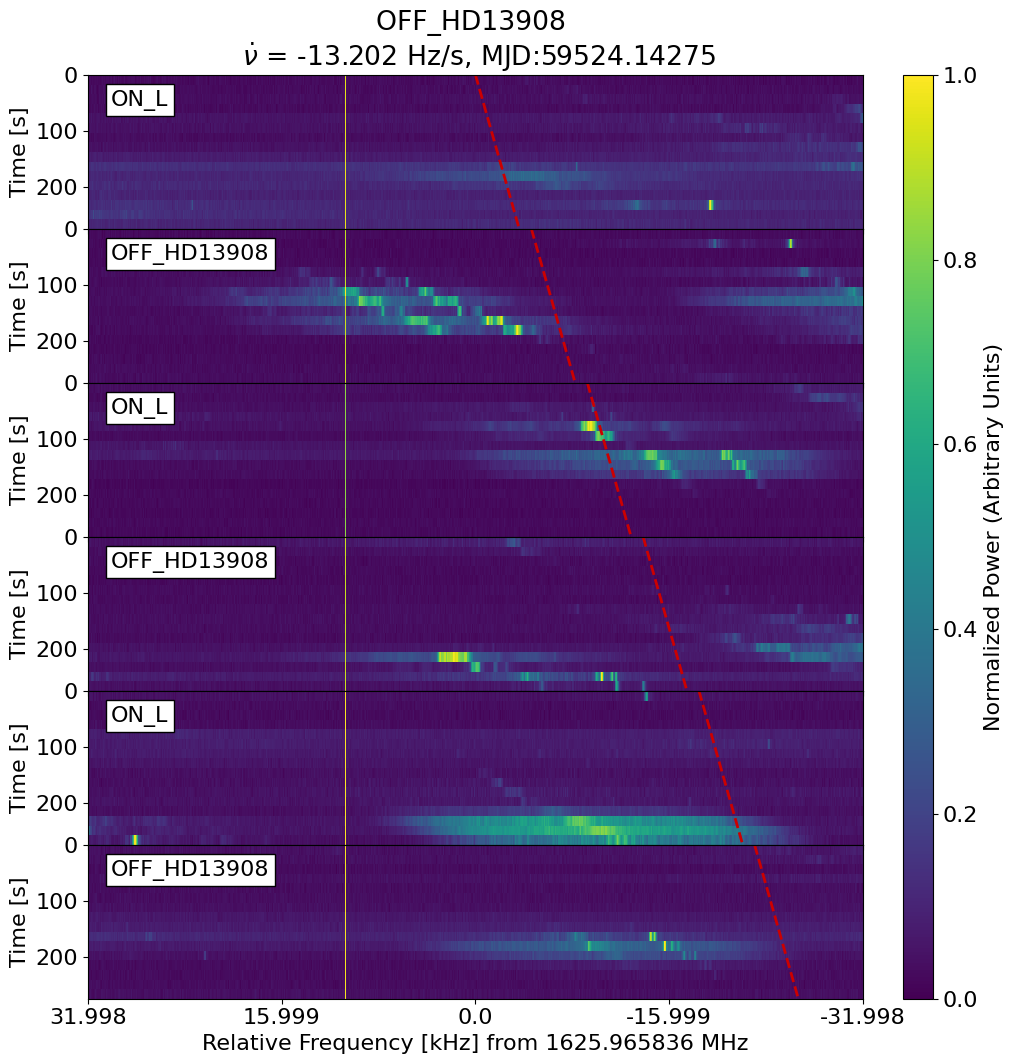 OFF_HD13908
ν̇ = -13.202 Hz/s, MJD:59524.14275
ON_L
OFF_HD13908
ON_L
OFF_HD13908
ON_L
OFF_HD13908
Time [s]
0
100
200
Time [s]
0
100
200
Time [s]
0
100
200
Time [s]
0
100
200
Time [s]
0
100
200
Time [s]
0
100
200
31.998 15.999 0.0 -15.999 -31.998
Relative Frequency [kHz] from 1625.965836 MHz
1.0
0.8
0.6
0.4
0.2
0.0
Normalized Power (Arbitrary Units)